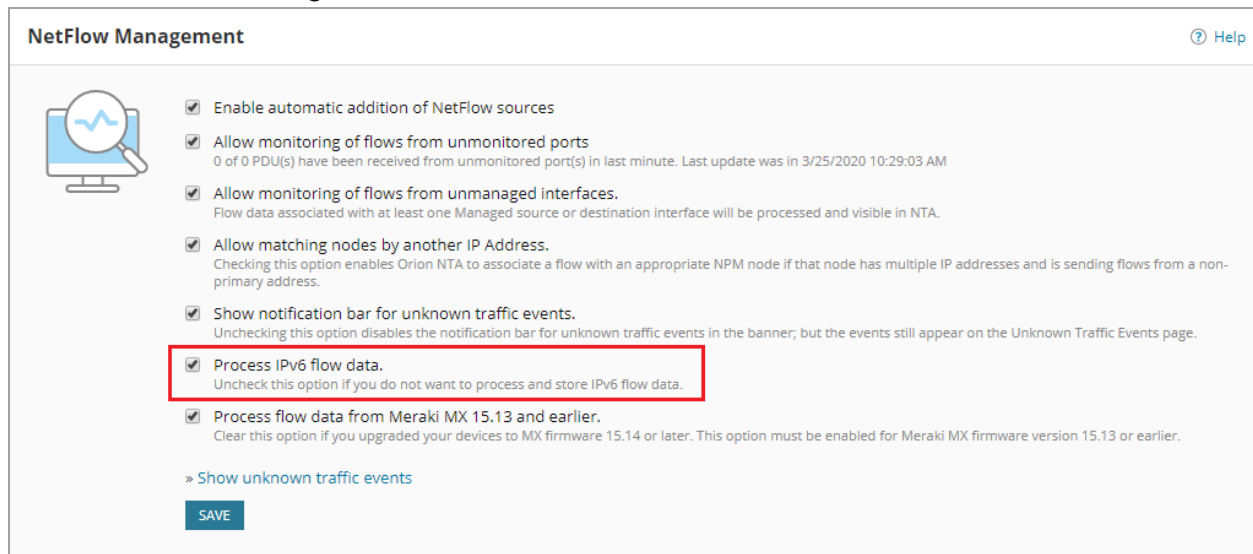 NetFlow Management
? Help
Enable automatic addition of NetFlow sources
Allow monitoring of flows from unmonitored ports
0 of 0 PDU(s) have been received from unmonitored port(s) in last minute. Last update was in 3/25/2020 10:29:03 AM
Allow monitoring of flows from unmanaged interfaces.
Flow data associated with at least one Managed source or destination interface will be processed and visible in NTA.
Allow matching nodes by another IP Address.
Checking this option enables Orion NTA to associate a flow with an appropriate NPM node if that node has multiple IP addresses and is sending flows from a non-
primary address.
Show notification bar for unknown traffic events.
Unchecking this option disables the notification bar for unknown traffic events in the banner; but the events still appear on the Unknown Traffic Events page.
Process IPv6 flow data.
Uncheck this option if you do not want to process and store IPv6 flow data.
Process flow data from Meraki MX 15.13 and earlier.
Clear this option if you upgraded your devices to MX firmware 15.14 or later. This option must be enabled for Meraki MX firmware version 15.13 or earlier.
» Show unknown traffic events
SAVE